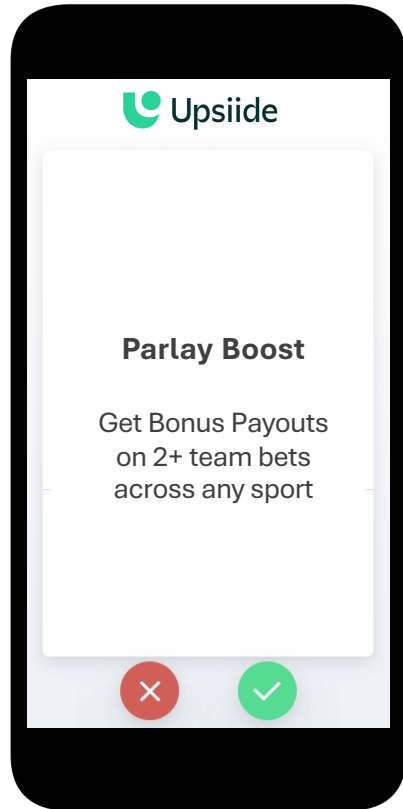 Upsiide
Parlay Boost
Get Bonus Payouts
on 2+ team bets
across any sport